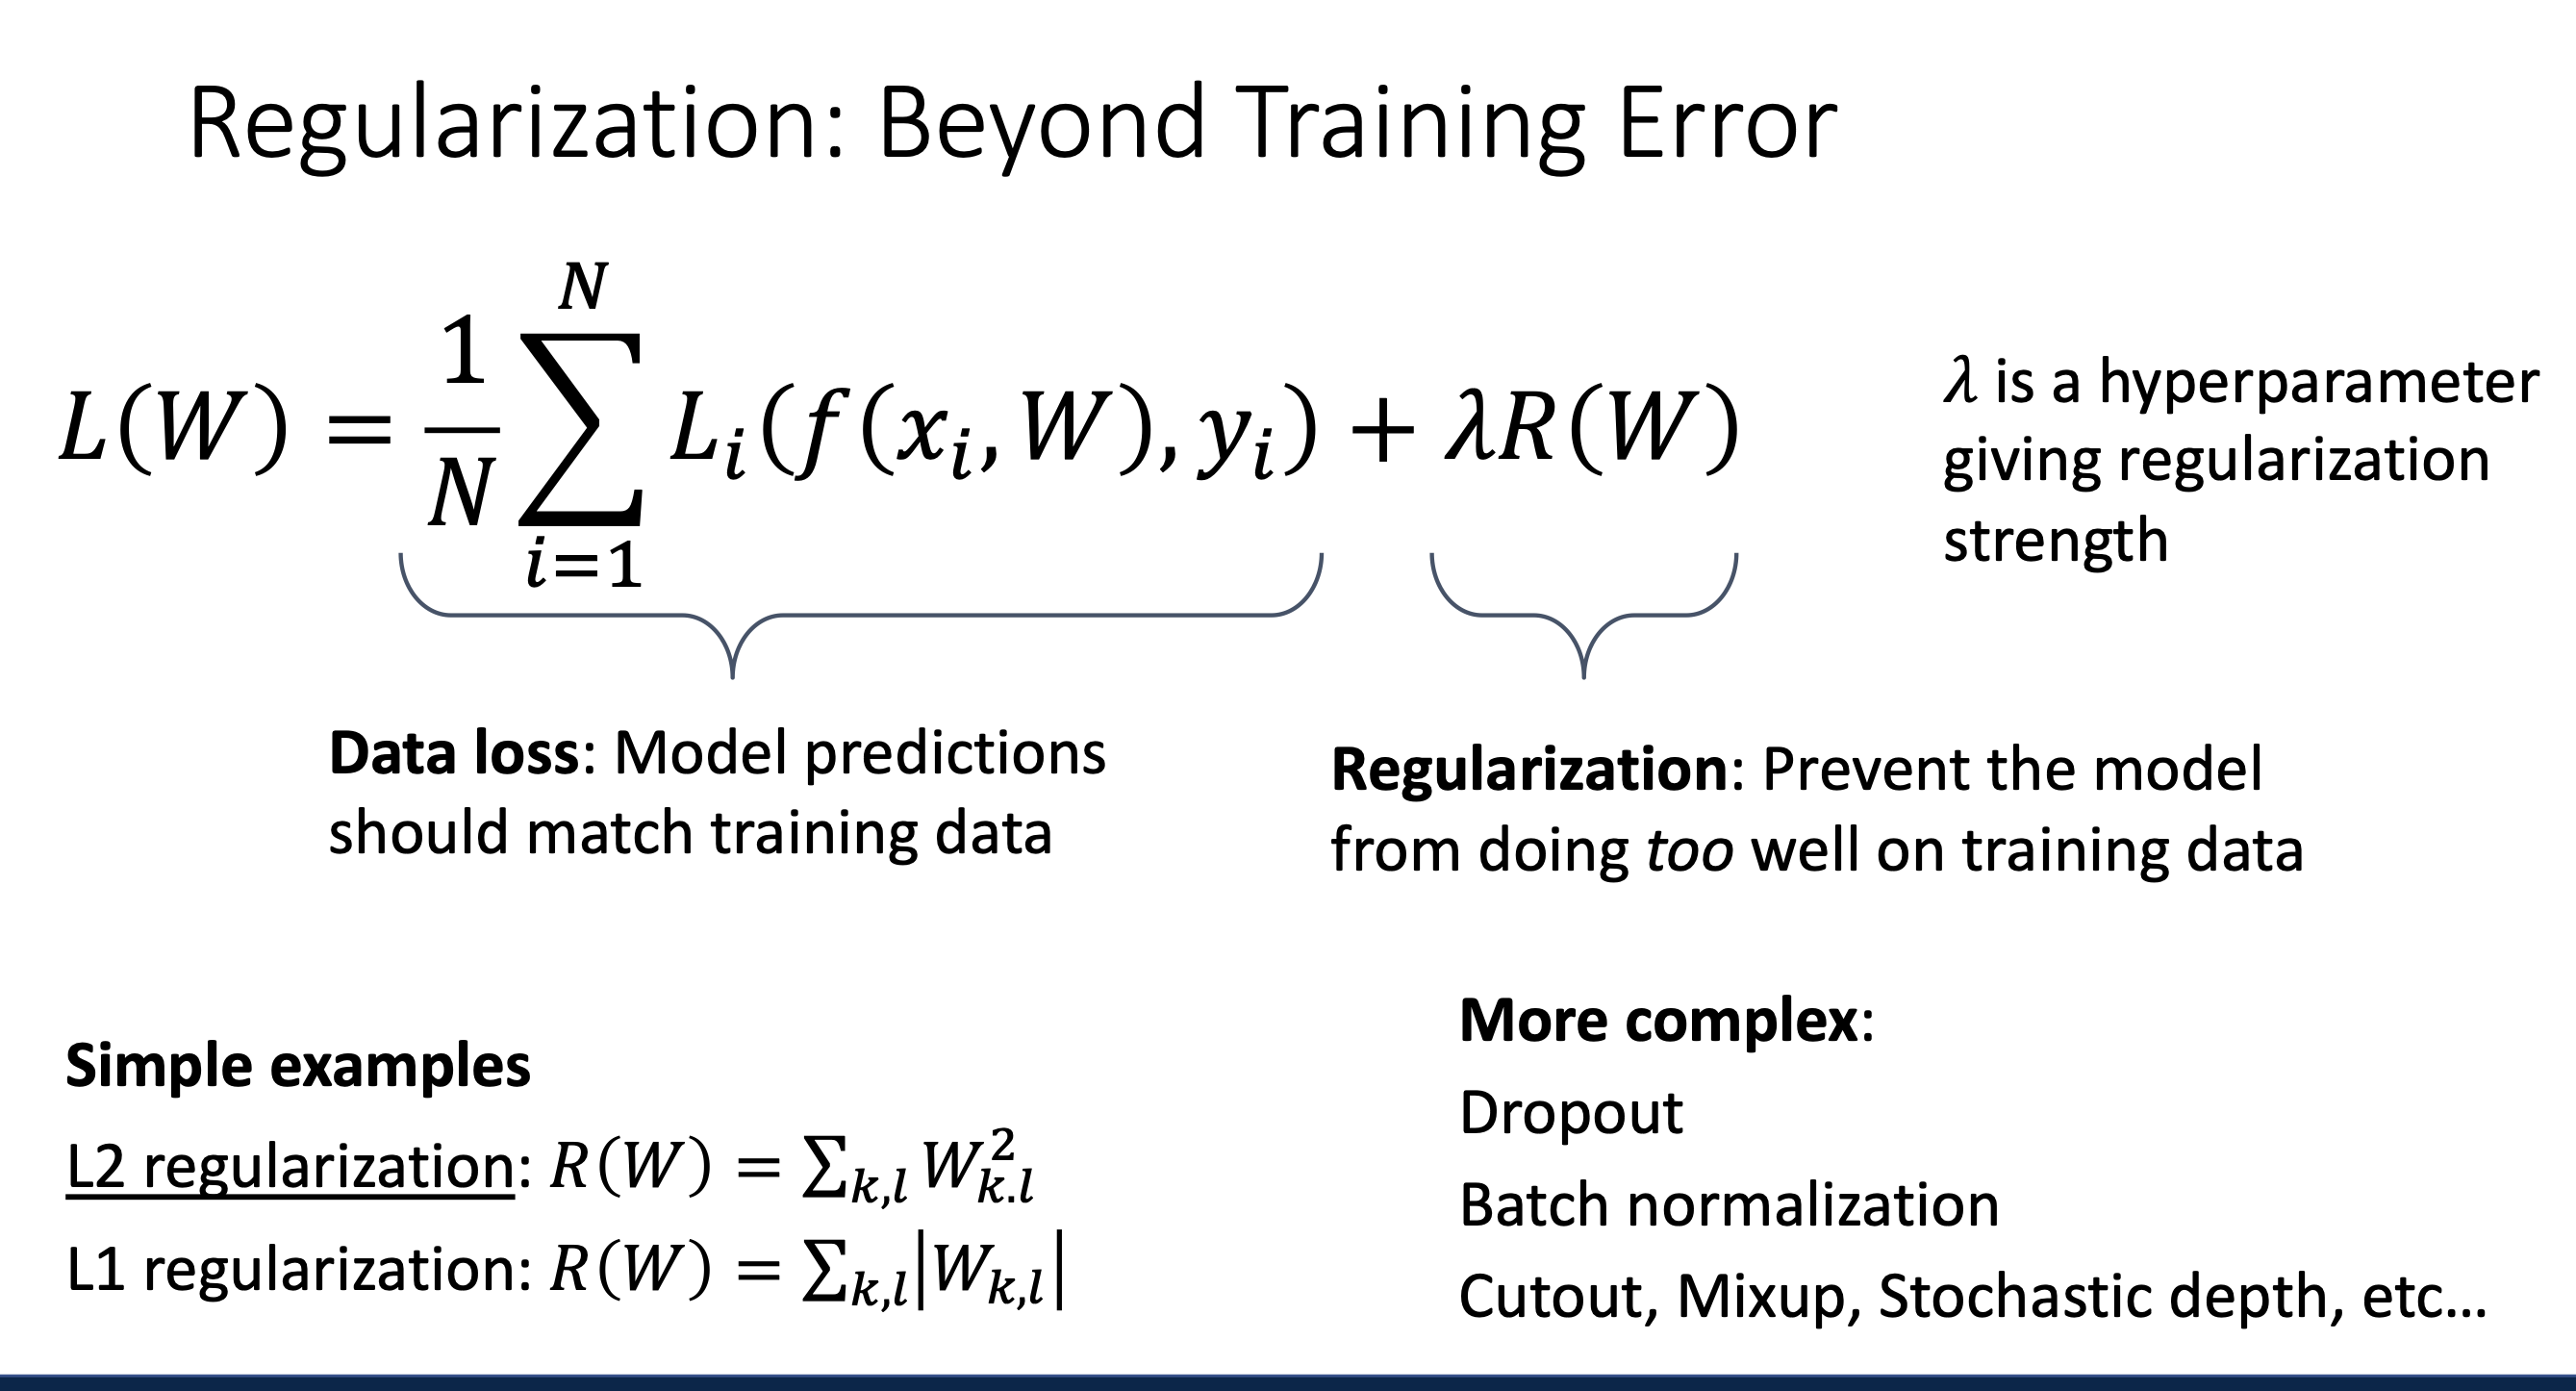 Regularization: Beyond Training Error
L(W) = \frac{1}{N} \sum_{i=1}^{N} L_i(f(x_i, W), y_i) + λR(W)
λ is a hyperparameter
giving regularization
strength
Data loss: Model predictions
should match training data
Regularization: Prevent the model
from doing too well on training data
Simple examples
L2 regularization: R(W) = \sum_{k,l} W_{k.l}^2
L1 regularization: R(W) = \sum_{k,l} |W_{k,l}|
More complex:
Dropout
Batch normalization
Cutout, Mixup, Stochastic depth, etc...